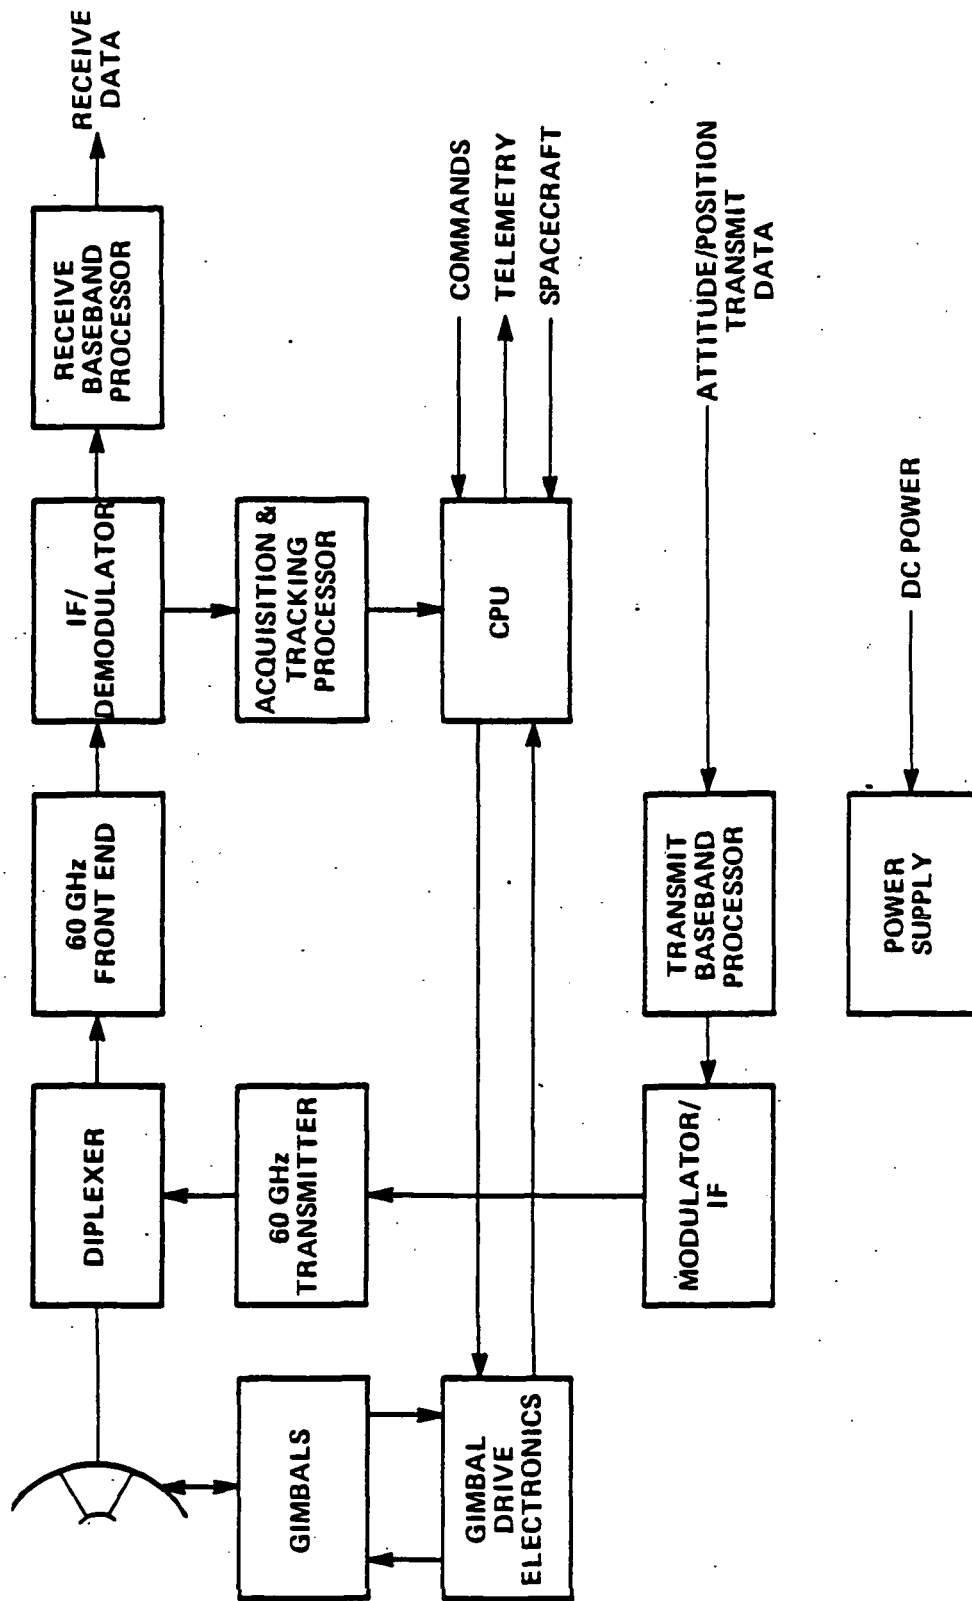 DIPLEXER
60 GHz
FRONT END
IF/
DEMODULATOR
RECEIVE
BASEBAND
PROCESSOR
RECEIVE
DATA
GIMBALS
60 GHz
TRANSMITTER
ACQUISITION &
TRACKING
PROCESSOR
GIMBAL
DRIVE
ELECTRONICS
CPU
COMMANDS
TELEMETRY
SPACECRAFT
MODULATOR/
IF
TRANSMIT
BASEBAND
PROCESSOR
ATTITUDE/POSITION
TRANSMIT
DATA
POWER
SUPPLY
DC POWER